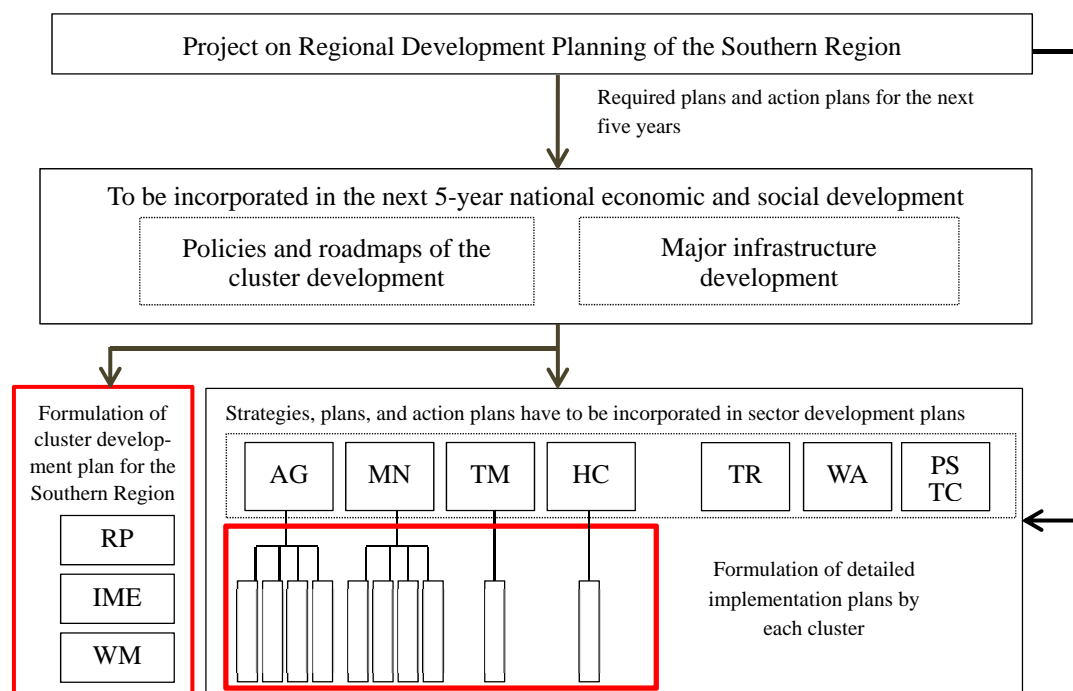 Project on Regional Development Planning of the Southern Region
Required plans and action plans for the next
five years
To be incorporated in the next 5-year national economic and social development
Policies and roadmaps of the
cluster development
Major infrastructure
development
Formulation of
cluster develop-
ment plan for the
Southern Region
RP
IME
WM
Strategies, plans, and action plans have to be incorporated in sector development plans
AG
MN
TM
HC
TR
WA
PS
TC
Formulation of detailed
implementation plans by
each cluster